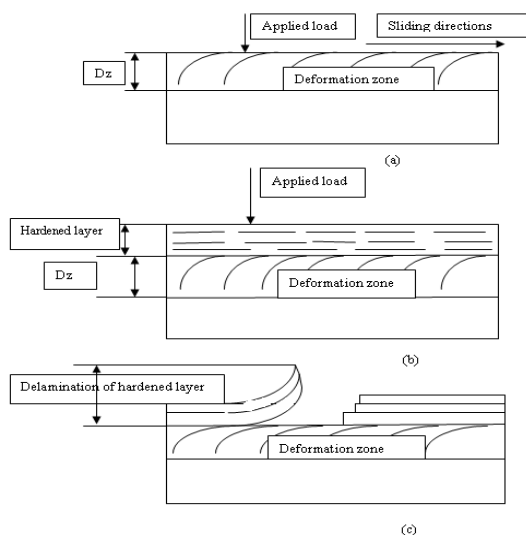 Applied load
Sliding directions
Dz
Deformation zone
(a)
Applied load
Hardened layer
Dz
Deformation zone
(b)
Delamination of hardened layer
Deformation zone
(c)